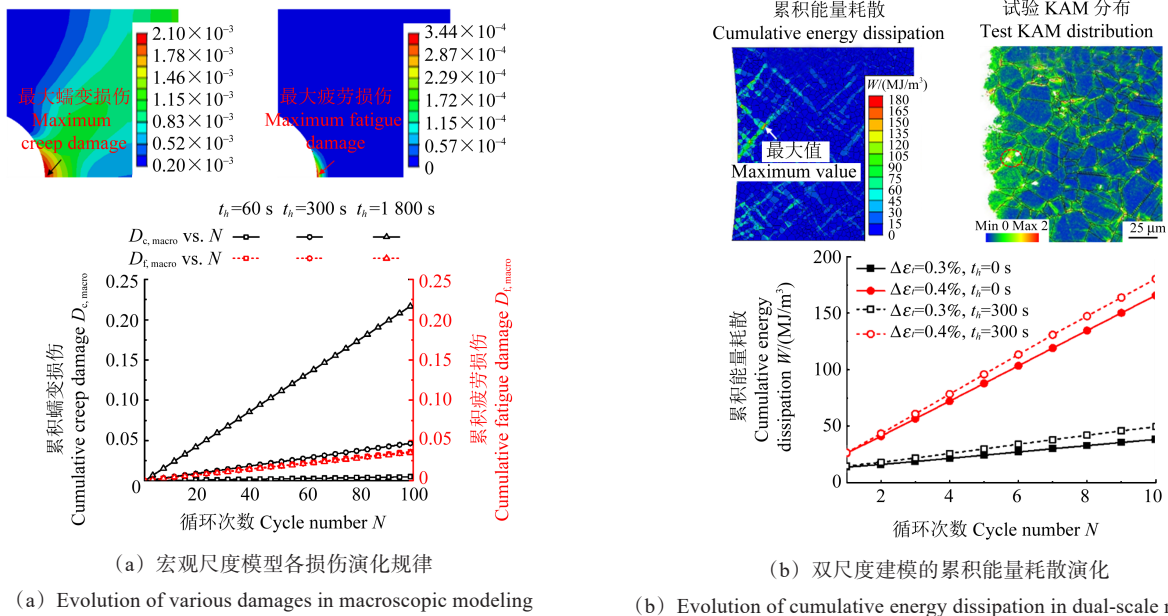 2.10×10⁻³
1.78×10⁻³
1.46×10⁻³
1.15×10⁻³
0.83×10⁻³
0.52×10⁻³
0.20×10⁻³
最大蠕变损伤
Maximum
creep damage
3.44×10⁻⁴
2.87×10⁻⁴
2.29×10⁻⁴
1.72×10⁻⁴
1.15×10⁻⁴
0.57×10⁻⁴
0
最大疲劳损伤
Maximum fatigue
damage
t_h=60 s t_h=300 s t_h=1 800 s
D_c, macro vs. N
D_f, macro vs. N
累积蠕变损伤
Cumulative creep damage D_c, macro
0.25
0.20
0.15
0.10
0.05
0
0.25
0.20
0.15
0.10
0.05
0
累积疲劳损伤
Cumulative fatigue damage D_f, macro
20 40 60 80 100
循环次数 Cycle number N
(a) 宏观尺度模型各损伤演化规律
(a) Evolution of various damages in macroscopic modeling
累积能量耗散
Cumulative energy dissipation
W/(MJ/m³)
180
165
150
135
120
105
90
75
60
45
30
15
0
最大值
Maximum value
试验 KAM 分布
Test KAM distribution
Min 0 Max 2
25 μm
累积能量耗散
Cumulative energy
dissipation W/(MJ/m³)
200
150
100
50
0
Δε_t=0.3%, t_h=0 s
Δε_t=0.4%, t_h=0 s
Δε_t=0.3%, t_h=300 s
Δε_t=0.4%, t_h=300 s
2 4 6 8 10
循环次数 Cycle number N
(b) 双尺度建模的累积能量耗散演化
(b) Evolution of cumulative energy dissipation in dual-scale